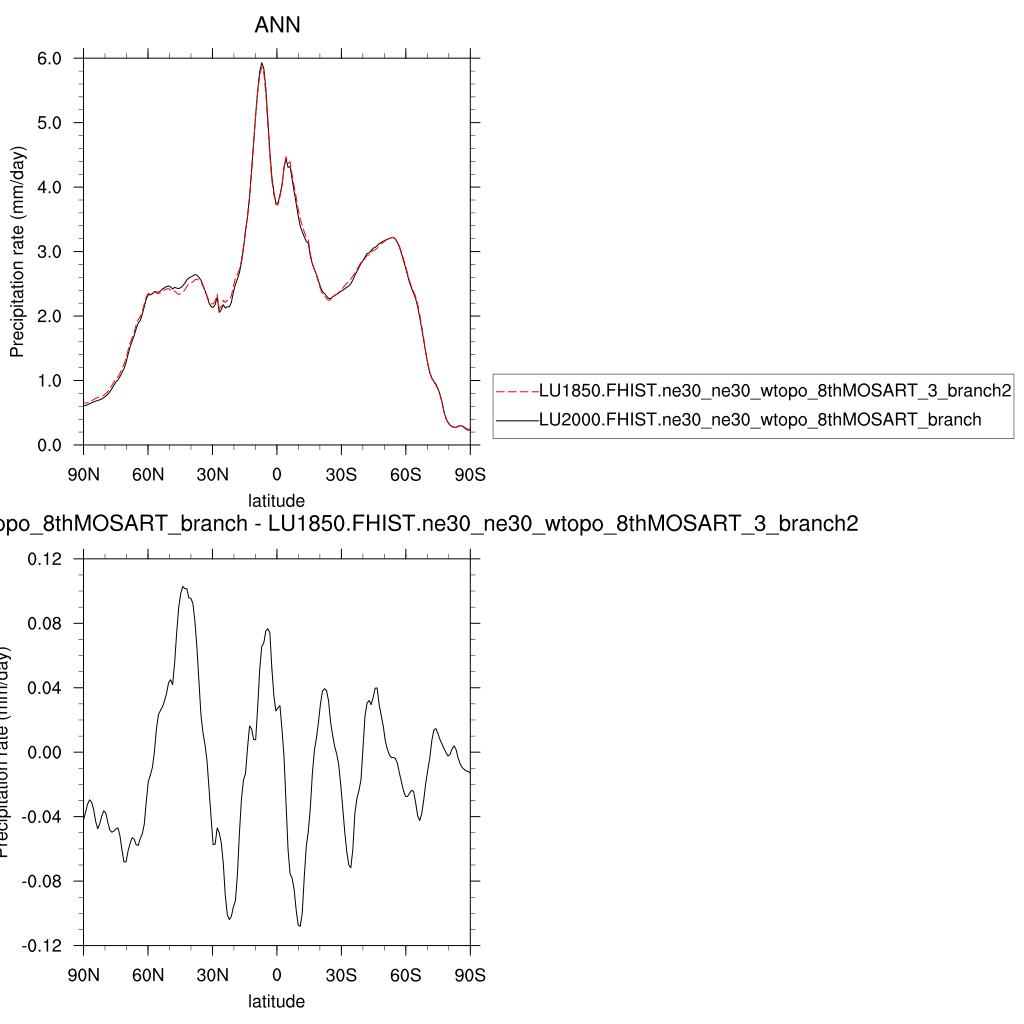 ANN
6.0
5.0
4.0
3.0
2.0
1.0
0.0
Precipitation rate (mm/day)
90N 60N 30N 0 30S 60S 90S
latitude
LU1850.FHIST.ne30_ne30_wtopo_8thMOSART_3_branch2
LU2000.FHIST.ne30_ne30_wtopo_8thMOSART_branch
opo_8thMOSART_branch - LU1850.FHIST.ne30_ne30_wtopo_8thMOSART_3_branch2
0.12
0.08
0.04
0.00
-0.04
-0.08
-0.12
Precipitation rate (mm/day)
90N 60N 30N 0 30S 60S 90S
latitude